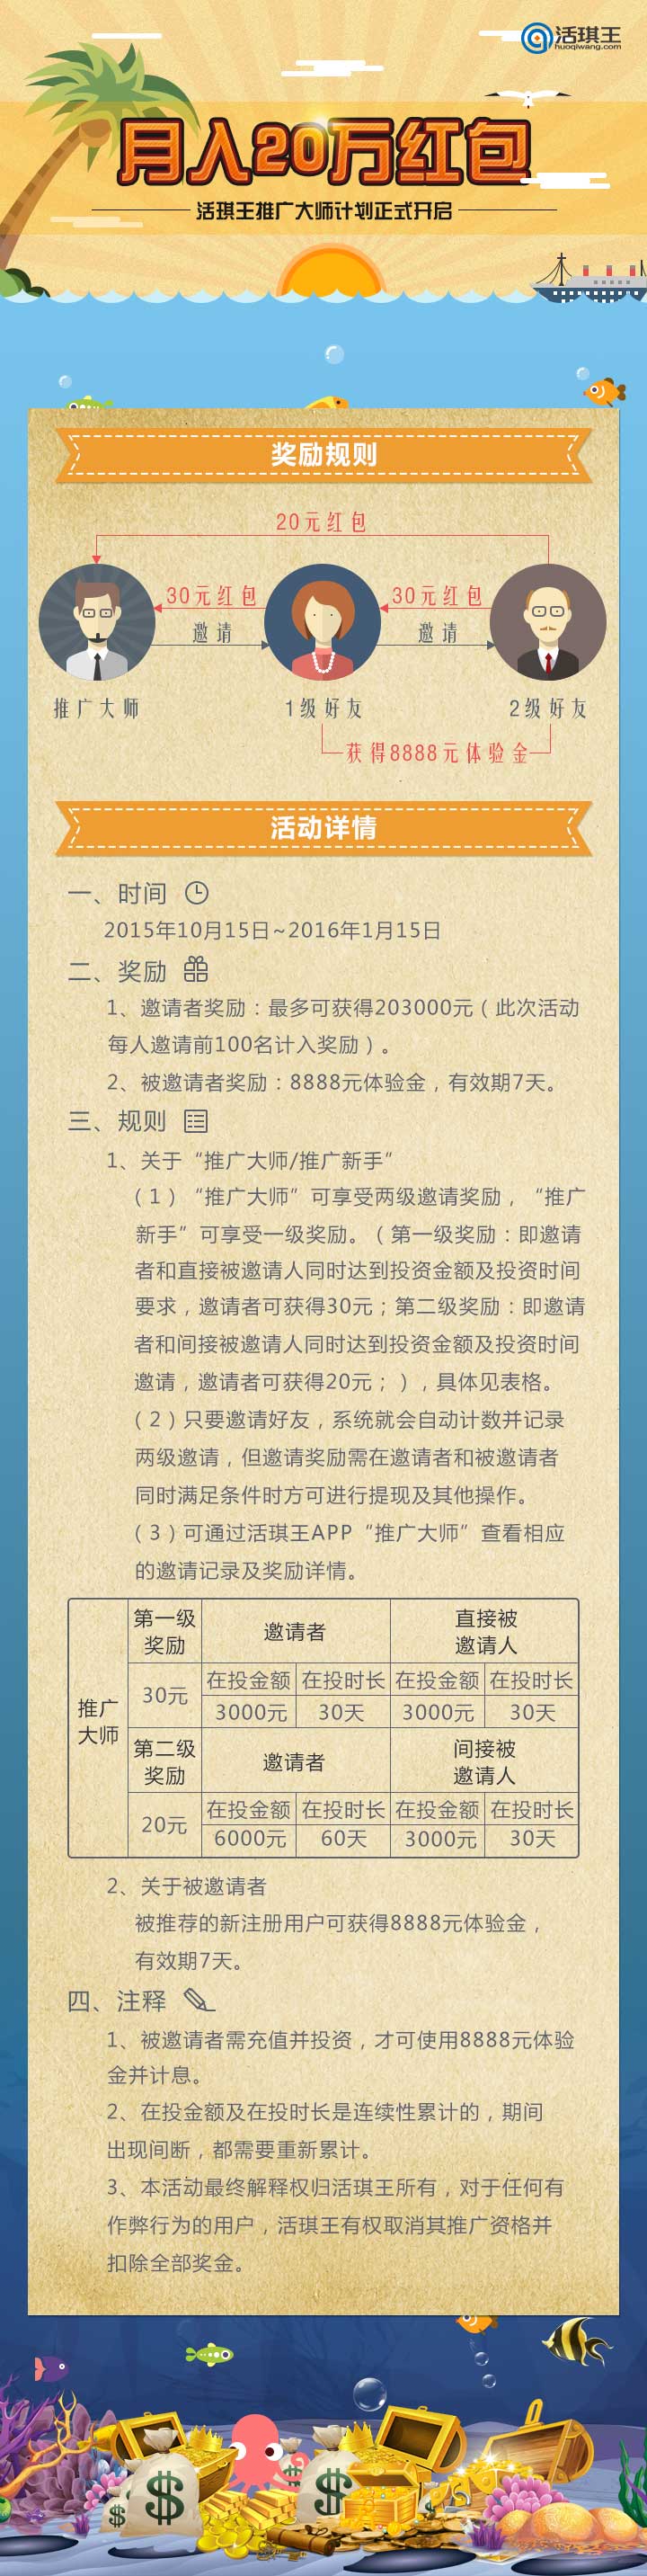 活琪王
huoqiwang.com
月入20万红包
活琪王推广大师计划正式开启
奖励规则
20元红包
30元红包
30元红包
邀请
邀请
推广大师
1级好友
2级好友
获得8888元体验金
活动详情
一、时间
2015年10月15日~2016年1月15日
二、奖励
1、邀请者奖励：最多可获得203000元（此次活动
每人邀请前100名计入奖励）。
2、被邀请者奖励：8888元体验金，有效期7天。
三、规则
1、关于“推广大师/推广新手”
（1）“推广大师”可享受两级邀请奖励，“推广
新手”可享受一级奖励。（第一级奖励：即邀请
者和直接被邀请人同时达到投资金额及投资时间
要求，邀请者可获得30元；第二级奖励：即邀请
者和间接被邀请人同时达到投资金额及投资时间
邀请，邀请者可获得20元；），具体见表格。
（2）只要邀请好友，系统就会自动计数并记录
两级邀请，但邀请奖励需在邀请者和被邀请者
同时满足条件时方可进行提现及其他操作。
（3）可通过活琪王APP“推广大师”查看相应
的邀请记录及奖励详情。
推广
大师
第一级
奖励
邀请者
直接被
邀请人
30元
在投金额 在投时长 在投金额 在投时长
3000元 30天 3000元 30天
第二级
奖励
邀请者
间接被
邀请人
20元
在投金额 在投时长 在投金额 在投时长
6000元 60天 3000元 30天
2、关于被邀请者
被推荐的新注册用户可获得8888元体验金，
有效期7天。
四、注释
1、被邀请者需充值并投资，才可使用8888元体验
金并计息。
2、在投金额及在投时长是连续性累计的，期间
出现间断，都需要重新累计。
3、本活动最终解释权归活琪王所有，对于任何有
作弊行为的用户，活琪王有权取消其推广资格并
扣除全部奖金。
$
$
$
$